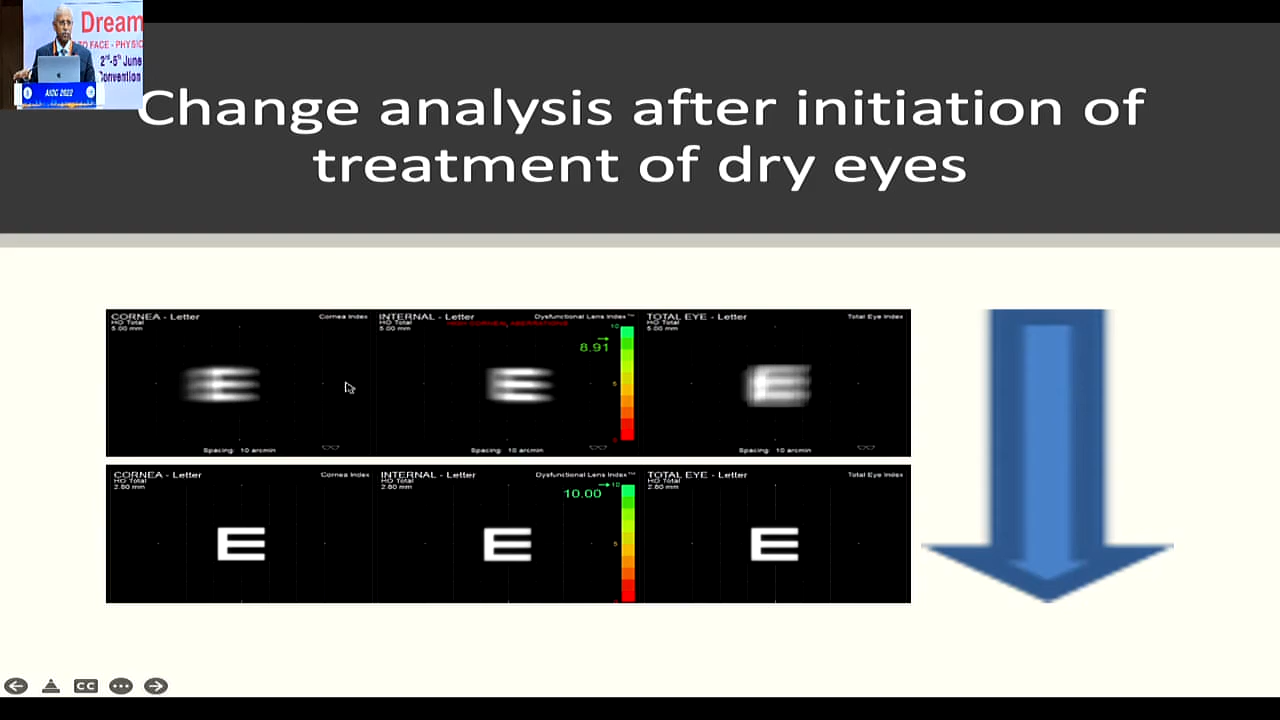 Dream
TO FACE - PHYSIC
2nd-5th June
Convention
AIOC 2022
Change analysis after initiation of
treatment of dry eyes
CORNEA - Letter
HO Total
5.00 mm
Cornea Index
Spacing: 10 arcmin
INTERNAL - Letter
HO Total
5.00 mm
Dysfunctional Lens Index™
HIGH CORNEAL ABERRATIONS
10
8.91
5
0
Spacing: 10 arcmin
TOTAL EYE - Letter
HO Total
5.00 mm
Total Eye Index
Spacing: 10 arcmin
E
E
E
CORNEA - Letter
HO Total
2.80 mm
Cornea Index
INTERNAL - Letter
HO Total
2.80 mm
Dysfunctional Lens Index™
10
10.00
5
TOTAL EYE - Letter
HO Total
2.80 mm
Total Eye Index
E
E
E
CC